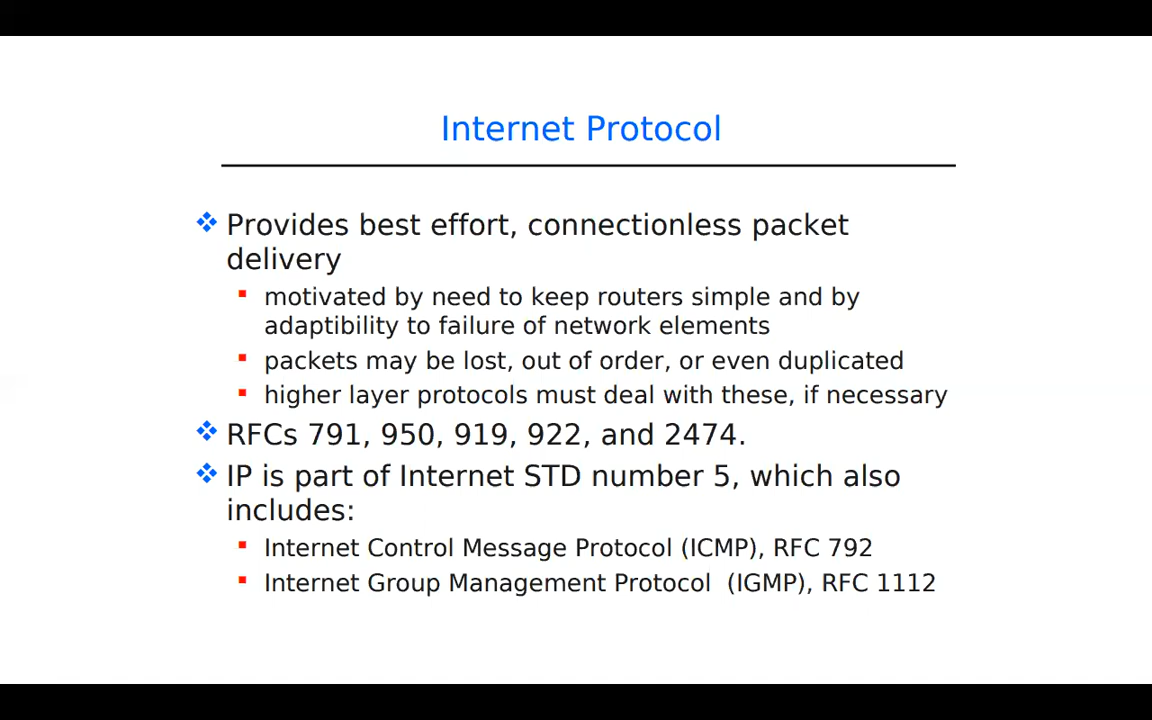 Internet Protocol
Provides best effort, connectionless packet
delivery
motivated by need to keep routers simple and by
adaptibility to failure of network elements
packets may be lost, out of order, or even duplicated
higher layer protocols must deal with these, if necessary
RFCs 791, 950, 919, 922, and 2474.
IP is part of Internet STD number 5, which also
includes:
Internet Control Message Protocol (ICMP), RFC 792
Internet Group Management Protocol  (IGMP), RFC 1112